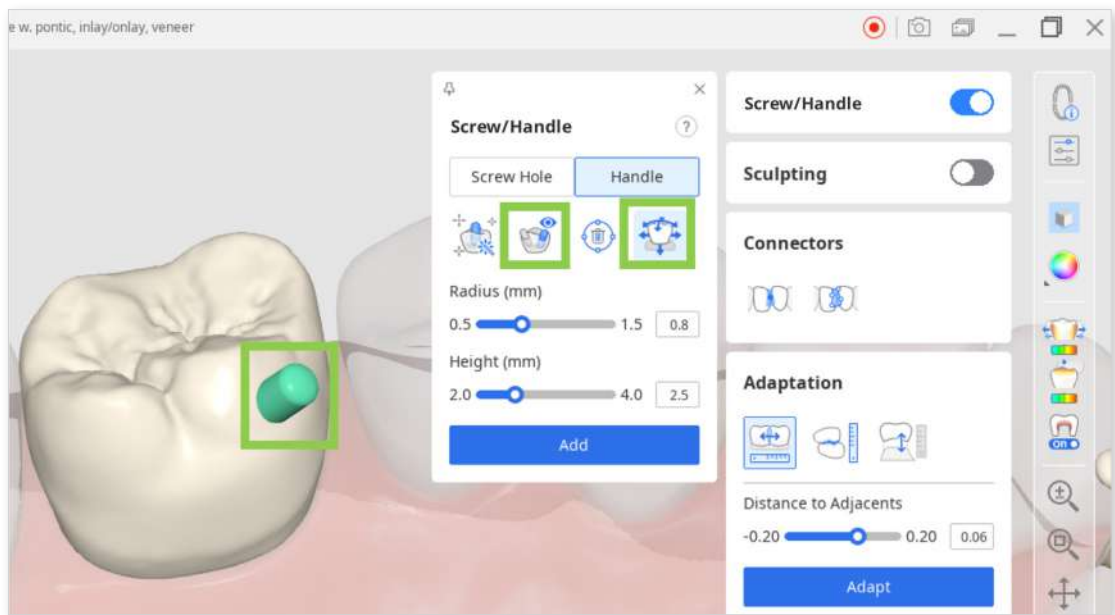 e w. pontic, inlay/onlay, veneer
Screw/Handle
?
Screw Hole
Handle
Radius (mm)
0.5
1.5
0.8
Height (mm)
2.0
4.0
2.5
Add
Screw/Handle
Sculpting
Connectors
Adaptation
Distance to Adjacents
-0.20
0.20
0.06
Adapt
On